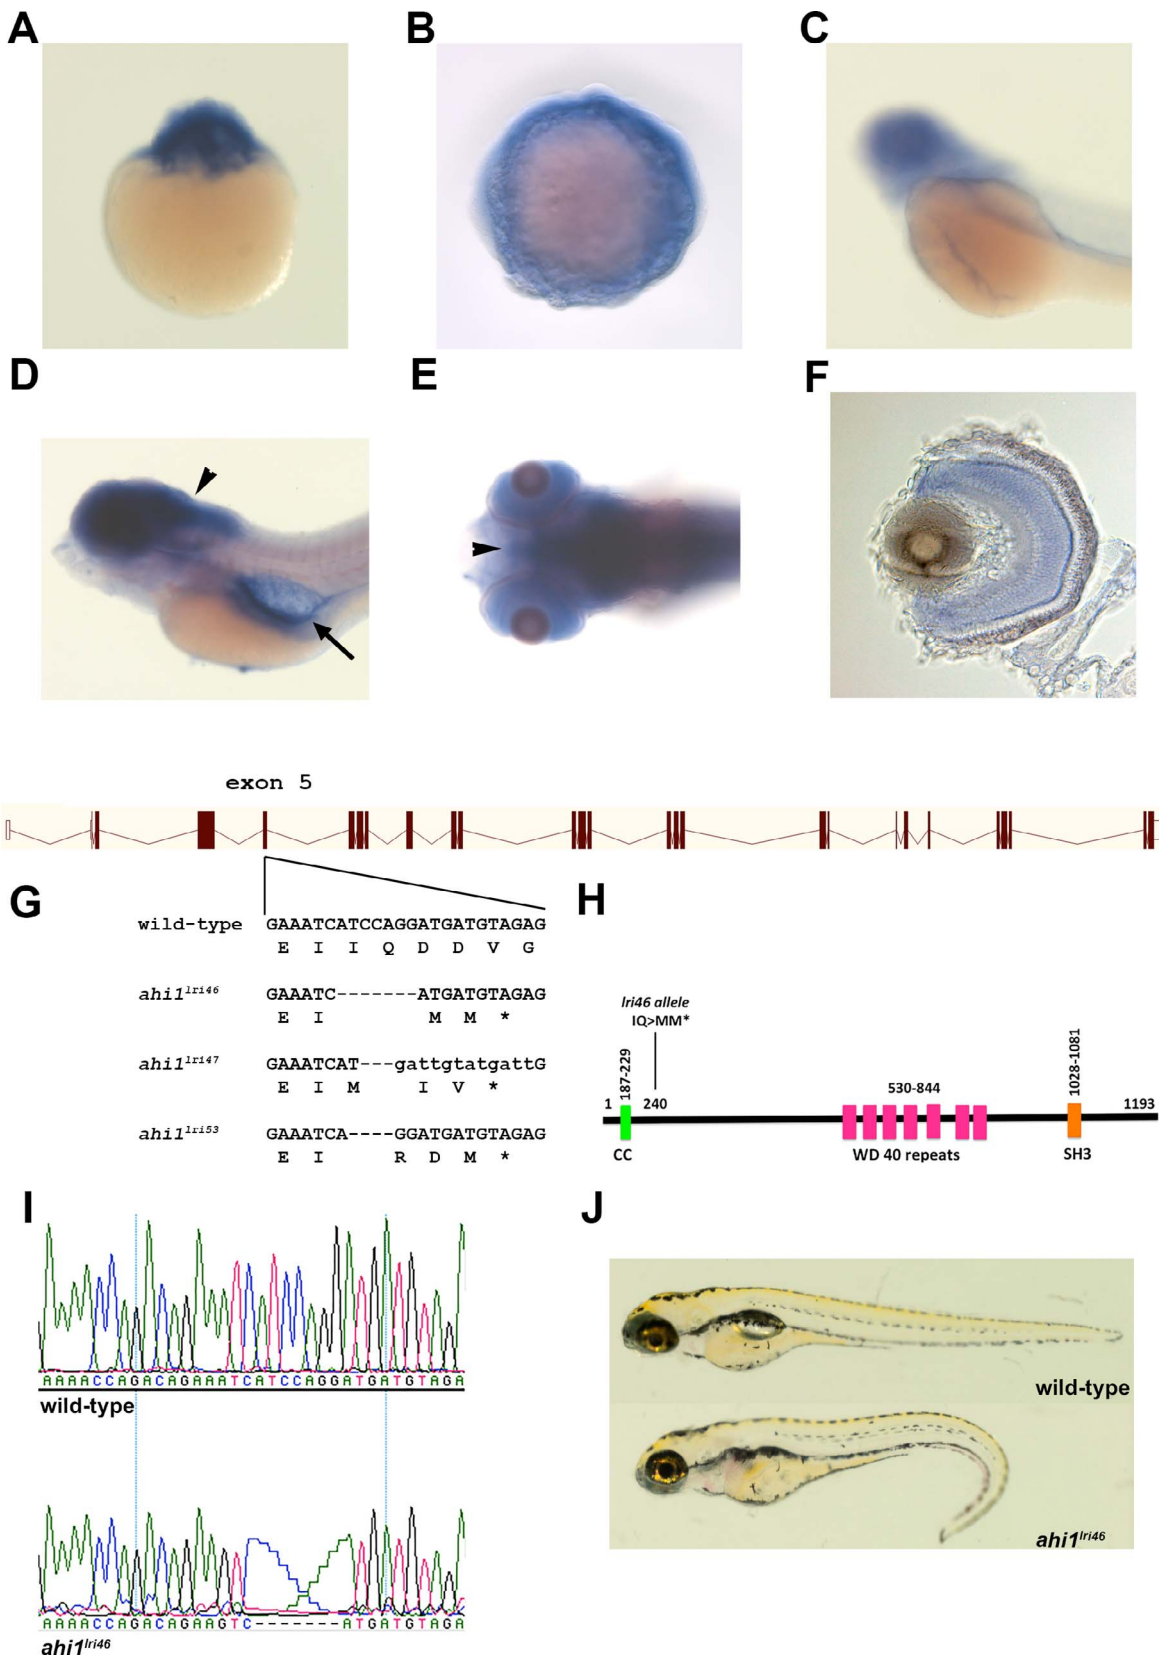 A
B
C
D
E
F
exon 5
G
wild-type GAAATCATCCAGGATGATGTAGAG
E I I Q D D V G
ahi1lri46 GAAATC-------ATGATGTAGAG
E I M M *
ahi1lri47 GAAATCAT---gattgtatgattG
E I M I V *
ahi1lri53 GAAATCA----GGATGATGTAGAG
E I R D M *
H
lri46 allele
IQ>MM*
187-229
1028-1081
530-844
1
240
1193
CC
WD 40 repeats
SH3
I
AAAACCAGACAGAAATCATCCAGGATGATGTAGA
wild-type
AAAACCAGACAGAAGTC-------ATGATGTAGA
ahi1lri46
J
wild-type
ahi1lri46